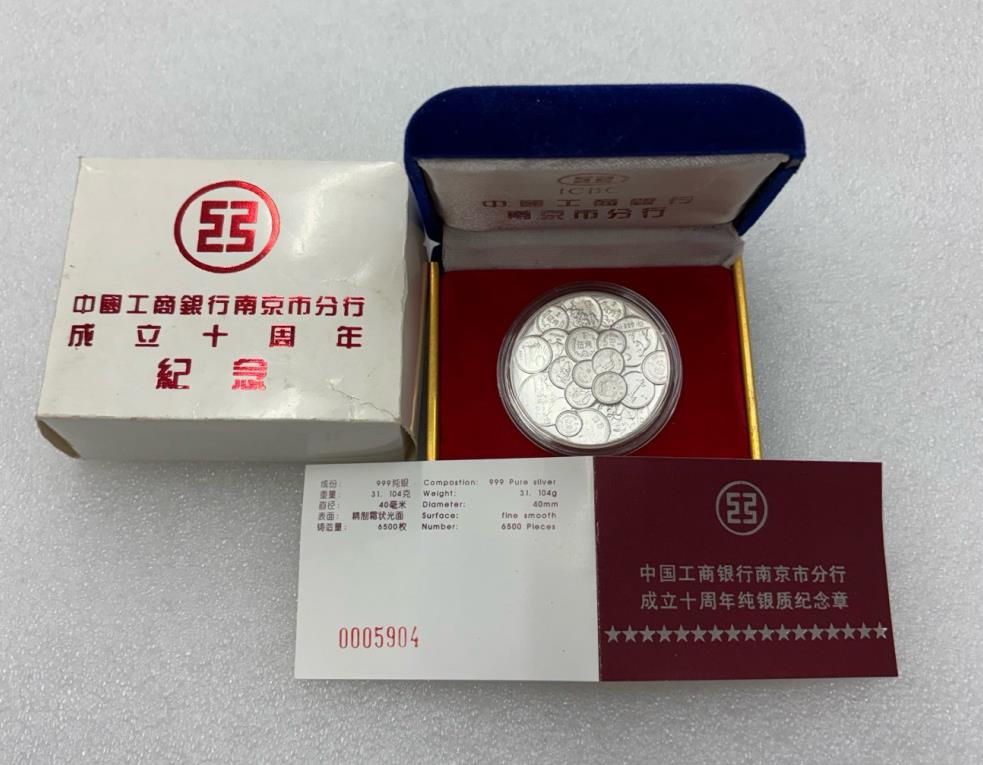 中國工商銀行南京市分行
成立十周年
紀念
ICBC
中國工商銀行
南京市分行
伍角
成份: 999纯银 Compostion: 999 Pure silver
重量: 31. 104克 Weight: 31. 104g
直径: 40毫米 Diameter: 40mm
表面: 精制霜状光面 Surface: fine smooth
铸造量: 6500枚 Number: 6500 Pieces
0005904
中国工商银行南京市分行
成立十周年纯银质纪念章